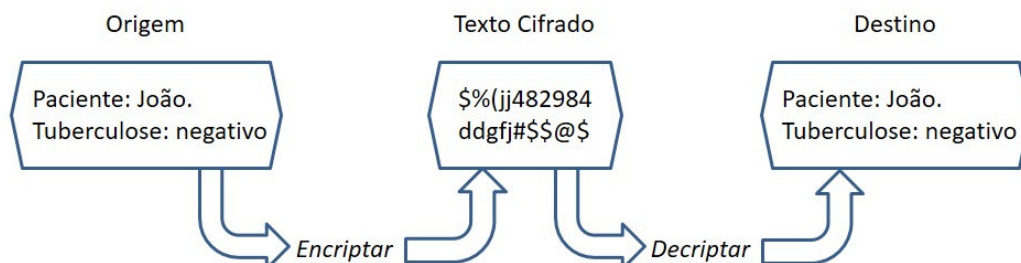 Origem
Texto Cifrado
Destino
Paciente: João.
Tuberculose: negativo
$%(jj482984
ddgfj#$$@$
Paciente: João.
Tuberculose: negativo
Encriptar
Decriptar